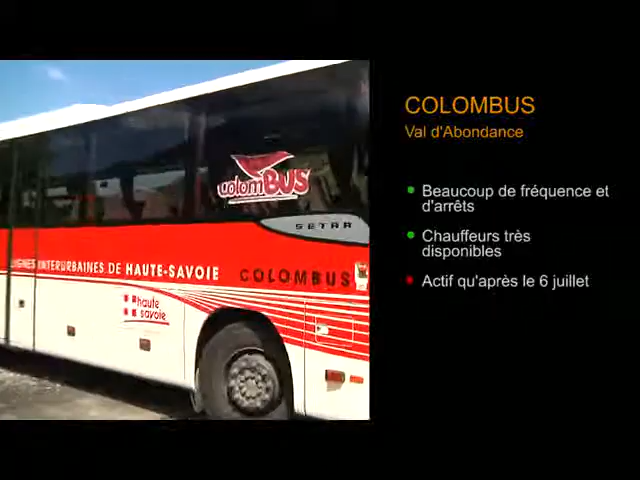 COLOMBUS
Val d'Abondance
Beaucoup de fréquence et
d'arrêts
Chauffeurs très
disponibles
Actif qu'après le 6 juillet
colomBUS
SETRA
LIGNES INTERURBAINES DE HAUTE-SAVOIE
COLOMBUS
haute
savoie